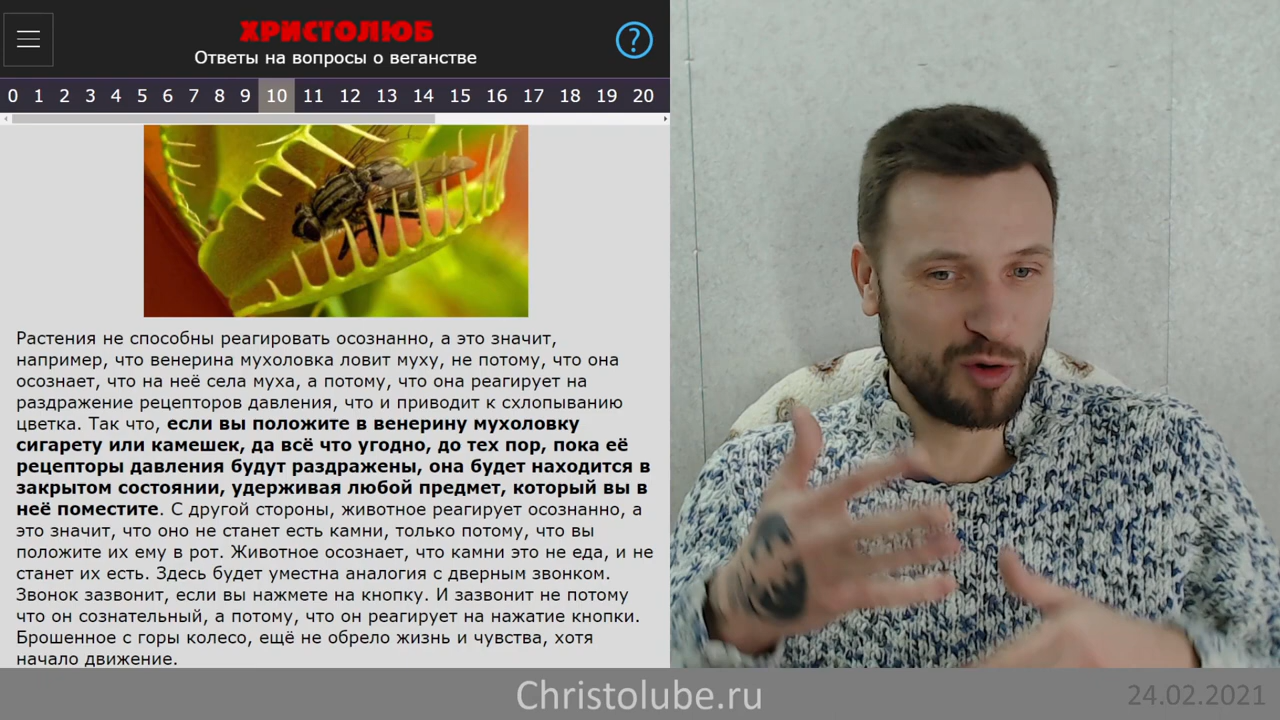 ХРИСТОЛЮБ
Ответы на вопросы о веганстве
?
0 1 2 3 4 5 6 7 8 9 10 11 12 13 14 15 16 17 18 19 20
Растения не способны реагировать осознанно, а это значит,
например, что венерина мухоловка ловит муху, не потому, что она
осознает, что на неё села муха, а потому, что она реагирует на
раздражение рецепторов давления, что и приводит к схлопыванию
цветка. Так что, если вы положите в венерину мухоловку
сигарету или камешек, да всё что угодно, до тех пор, пока её
рецепторы давления будут раздражены, она будет находится в
закрытом состоянии, удерживая любой предмет, который вы в
неё поместите. С другой стороны, животное реагирует осознанно, а
это значит, что оно не станет есть камни, только потому, что вы
положите их ему в рот. Животное осознает, что камни это не еда, и не
станет их есть. Здесь будет уместна аналогия с дверным звонком.
Звонок зазвонит, если вы нажмете на кнопку. И зазвонит не потому
что он сознательный, а потому, что он реагирует на нажатие кнопки.
Брошенное с горы колесо, ещё не обрело жизнь и чувства, хотя
начало движение.
Christolube.ru
24.02.2021